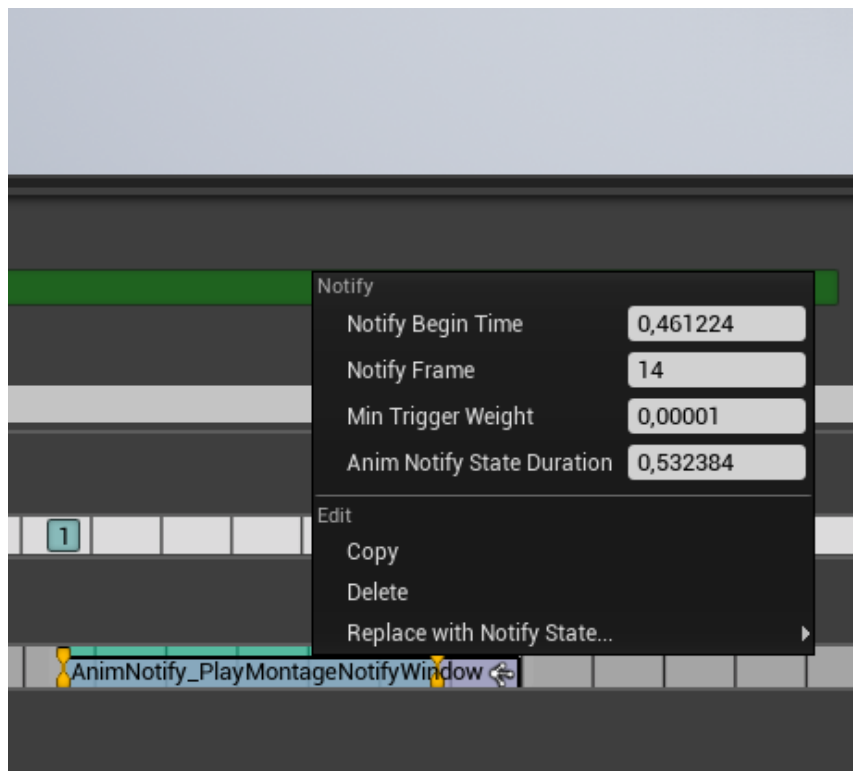 Notify
Notify Begin Time 0,461224
Notify Frame 14
Min Trigger Weight 0,00001
Anim Notify State Duration 0,532384
Edit
1
Copy
Delete
Replace with Notify State...
AnimNotify_PlayMontageNotifyWindow